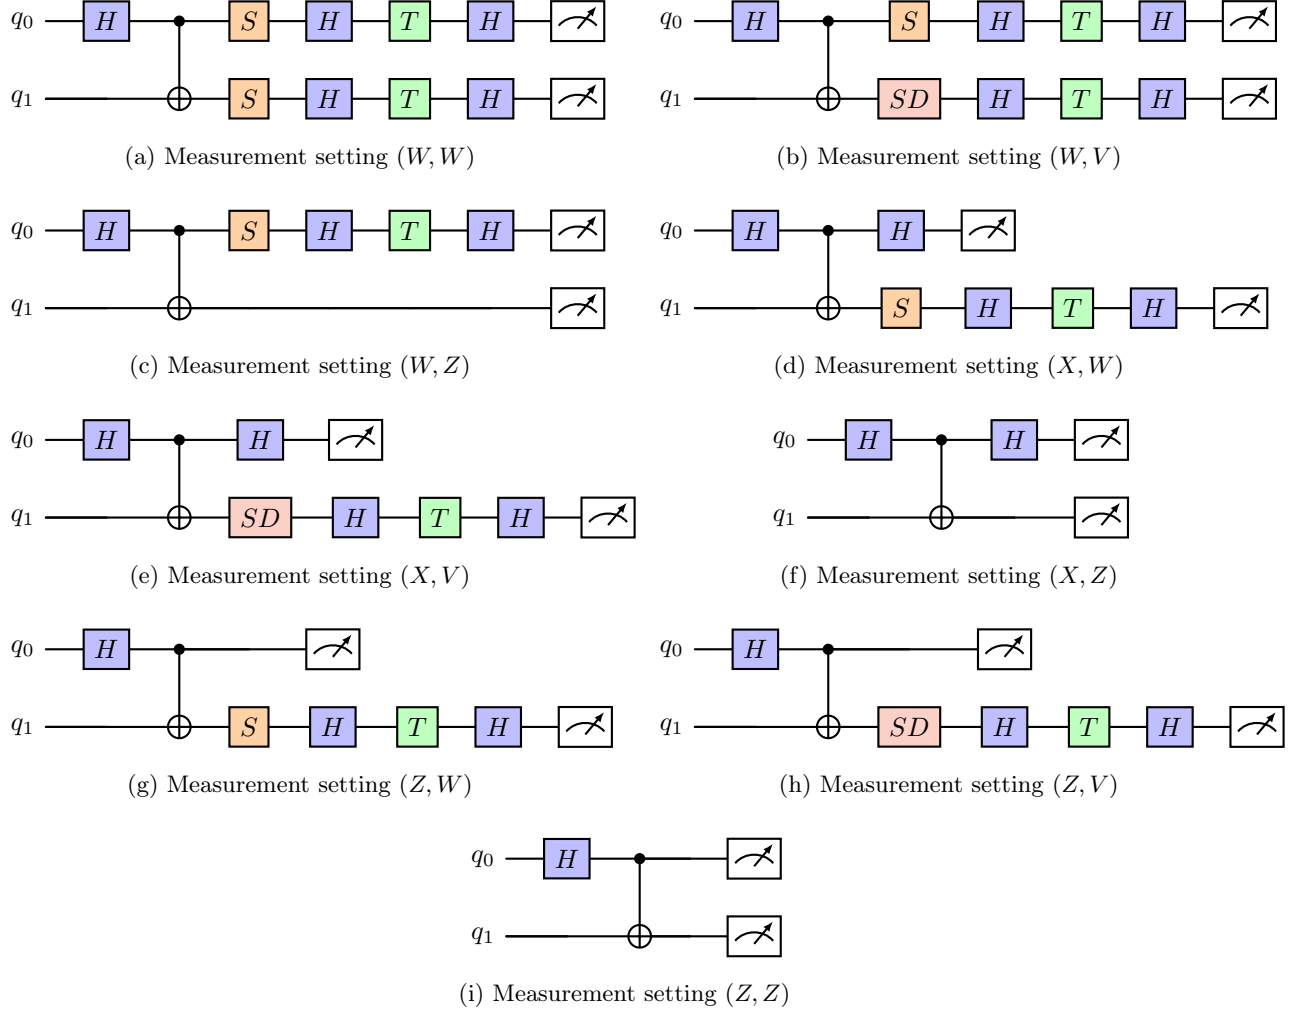 q0 H S H T H
q1 S H T H
(a) Measurement setting (W, W)
q0 H S H T H
q1 SD H T H
(b) Measurement setting (W, V)
q0 H S H T H
q1
(c) Measurement setting (W, Z)
q0 H H
q1 S H T H
(d) Measurement setting (X, W)
q0 H H
q1 SD H T H
(e) Measurement setting (X, V)
q0 H H
q1
(f) Measurement setting (X, Z)
q0 H
q1 S H T H
(g) Measurement setting (Z, W)
q0 H
q1 SD H T H
(h) Measurement setting (Z, V)
q0 H
q1
(i) Measurement setting (Z, Z)